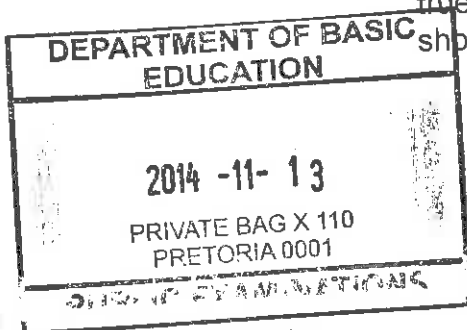 DEPARTMENT OF BASIC
EDUCATION
2014 -11- 13
PRIVATE BAG X 110
PRETORIA 0001